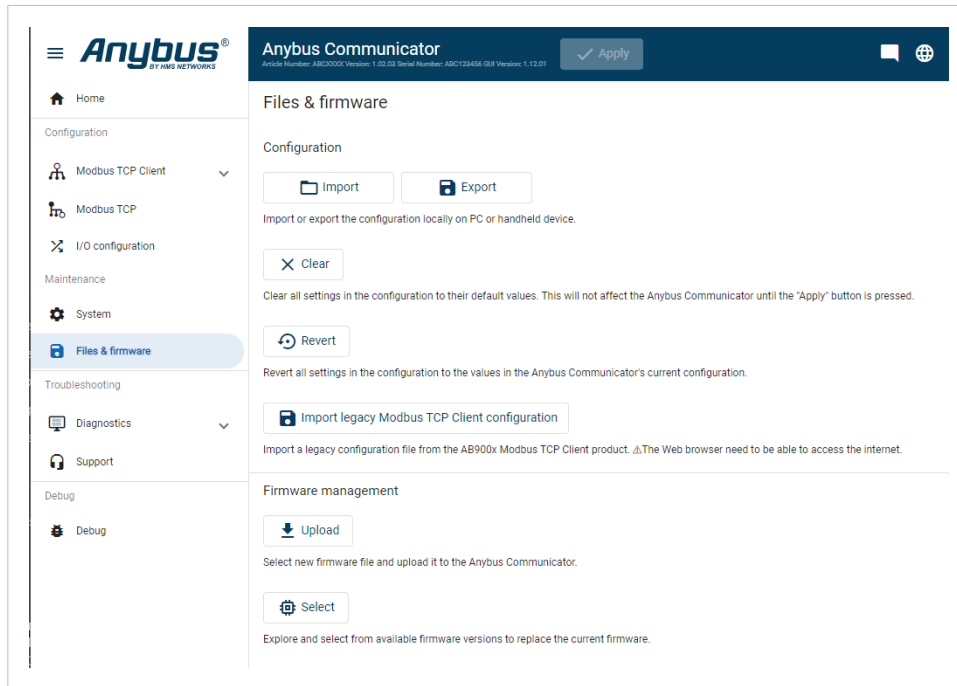 Anybus®
BY HMS NETWORKS
Anybus Communicator
Article Number: ABCXXXX Version: 1.02.03 Serial Number: ABC123456 GUI Version: 1.12.01
Apply
Home
Configuration
Modbus TCP Client
Modbus TCP
I/O configuration
Maintenance
System
Files & firmware
Troubleshooting
Diagnostics
Support
Debug
Debug
Files & firmware
Configuration
Import
Export
Import or export the configuration locally on PC or handheld device.
Clear
Clear all settings in the configuration to their default values. This will not affect the Anybus Communicator until the "Apply" button is pressed.
Revert
Revert all settings in the configuration to the values in the Anybus Communicator's current configuration.
Import legacy Modbus TCP Client configuration
Import a legacy configuration file from the AB900x Modbus TCP Client product. ⚠The Web browser need to be able to access the internet.
Firmware management
Upload
Select new firmware file and upload it to the Anybus Communicator.
Select
Explore and select from available firmware versions to replace the current firmware.